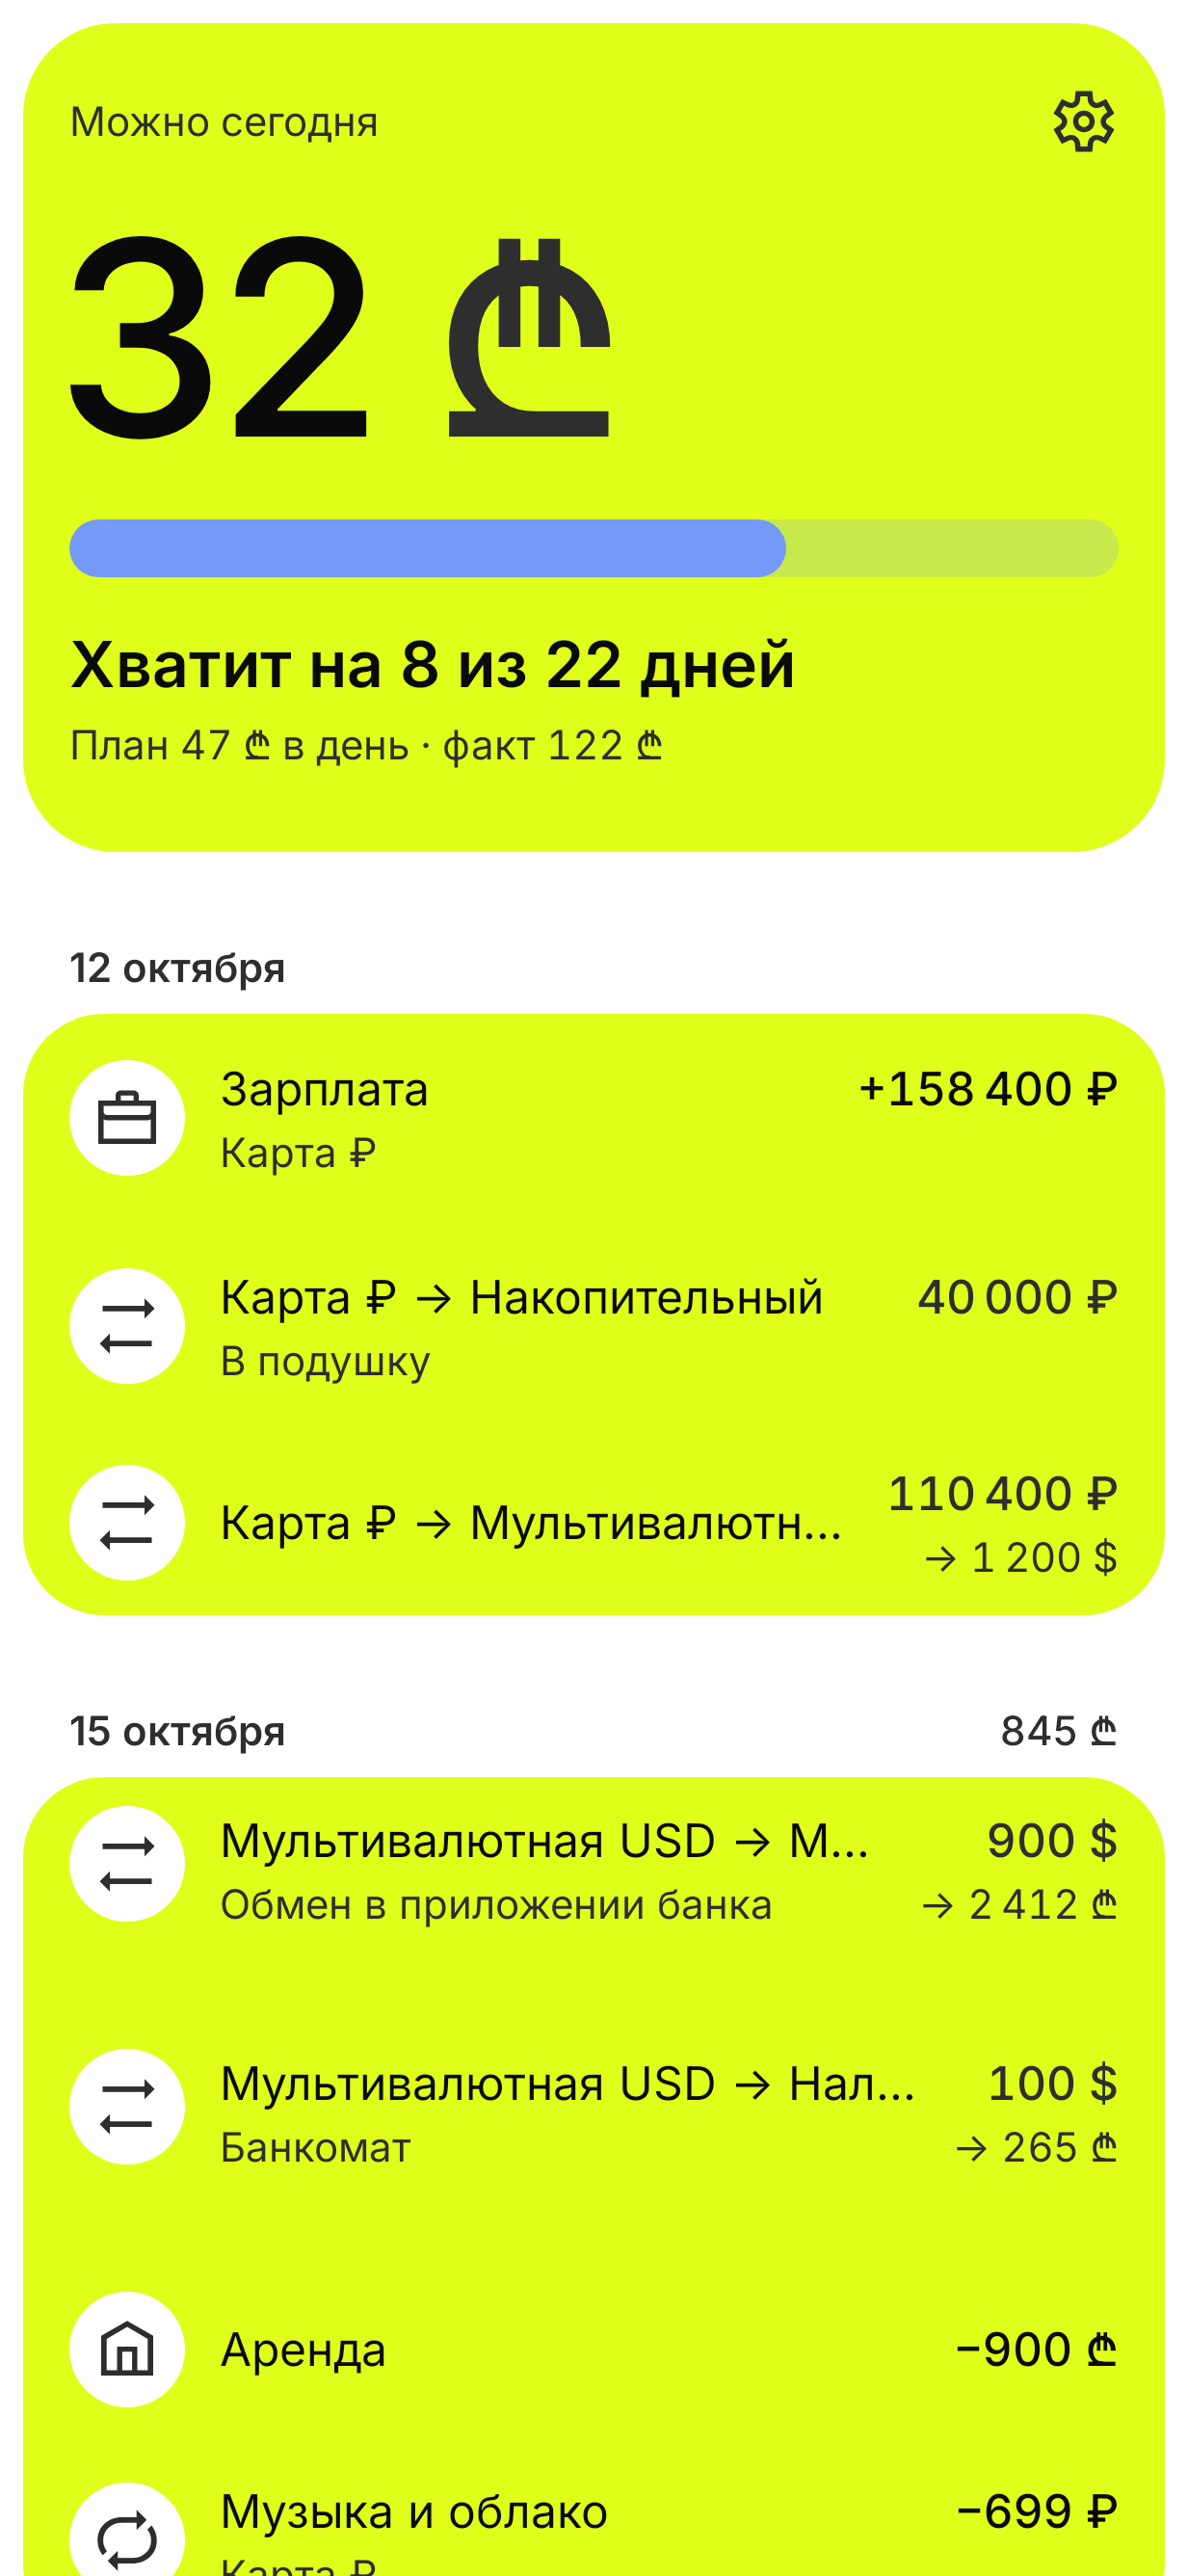 Можно сегодня
32 ₾
Хватит на 8 из 22 дней
План 47 ₾ в день · факт 122 ₾
12 октября
Зарплата +158 400 ₽
Карта ₽
Карта ₽ → Накопительный 40 000 ₽
В подушку
Карта ₽ → Мультивалютн... 110 400 ₽
→ 1 200 $
15 октября 845 ₾
Мультивалютная USD → М... 900 $
Обмен в приложении банка → 2 412 ₾
Мультивалютная USD → Нал... 100 $
Банкомат → 265 ₾
Аренда −900 ₾
Музыка и облако −699 ₽
Карта ₽